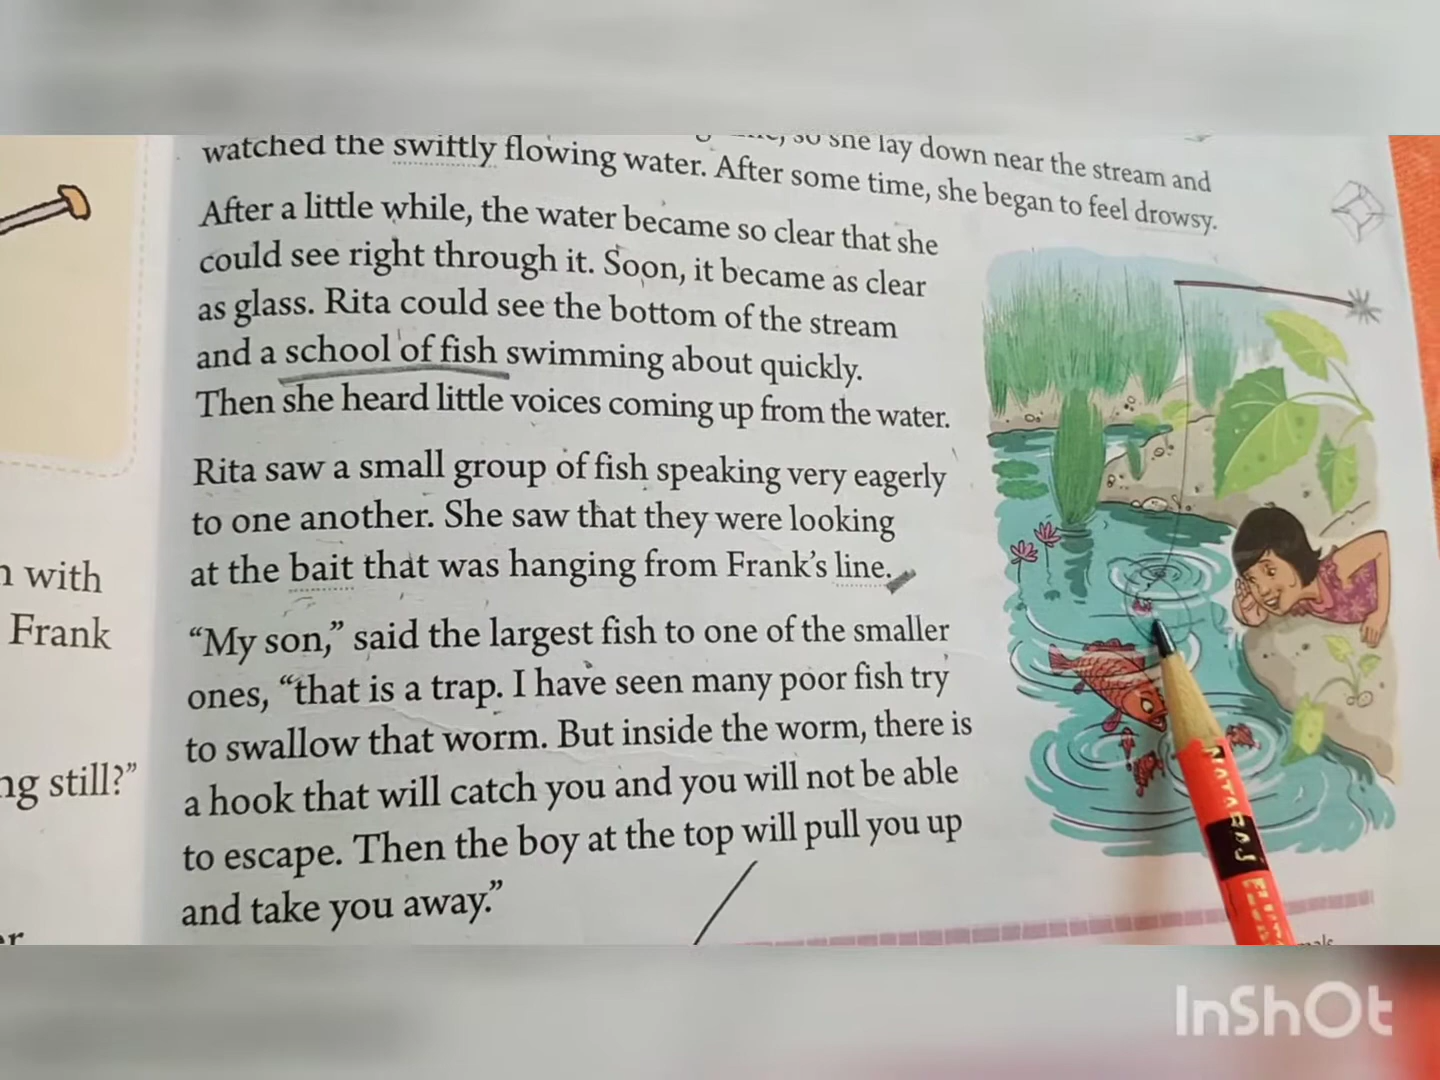 so she lay down near the stream and
watched the swiftly flowing water. After some time, she began to feel drowsy.
After a little while, the water became so clear that she
could see right through it. Soon, it became as clear
as glass. Rita could see the bottom of the stream
and a school of fish swimming about quickly.
Then she heard little voices coming up from the water.
Rita saw a small group of fish speaking very eagerly
to one another. She saw that they were looking
at the bait that was hanging from Frank's line.
"My son," said the largest fish to one of the smaller
ones, "that is a trap. I have seen many poor fish try
to swallow that worm. But inside the worm, there is
a hook that will catch you and you will not be able
to escape. Then the boy at the top will pull you up
and take you away."
with
Frank
still?"
NATARAJ
InShOt